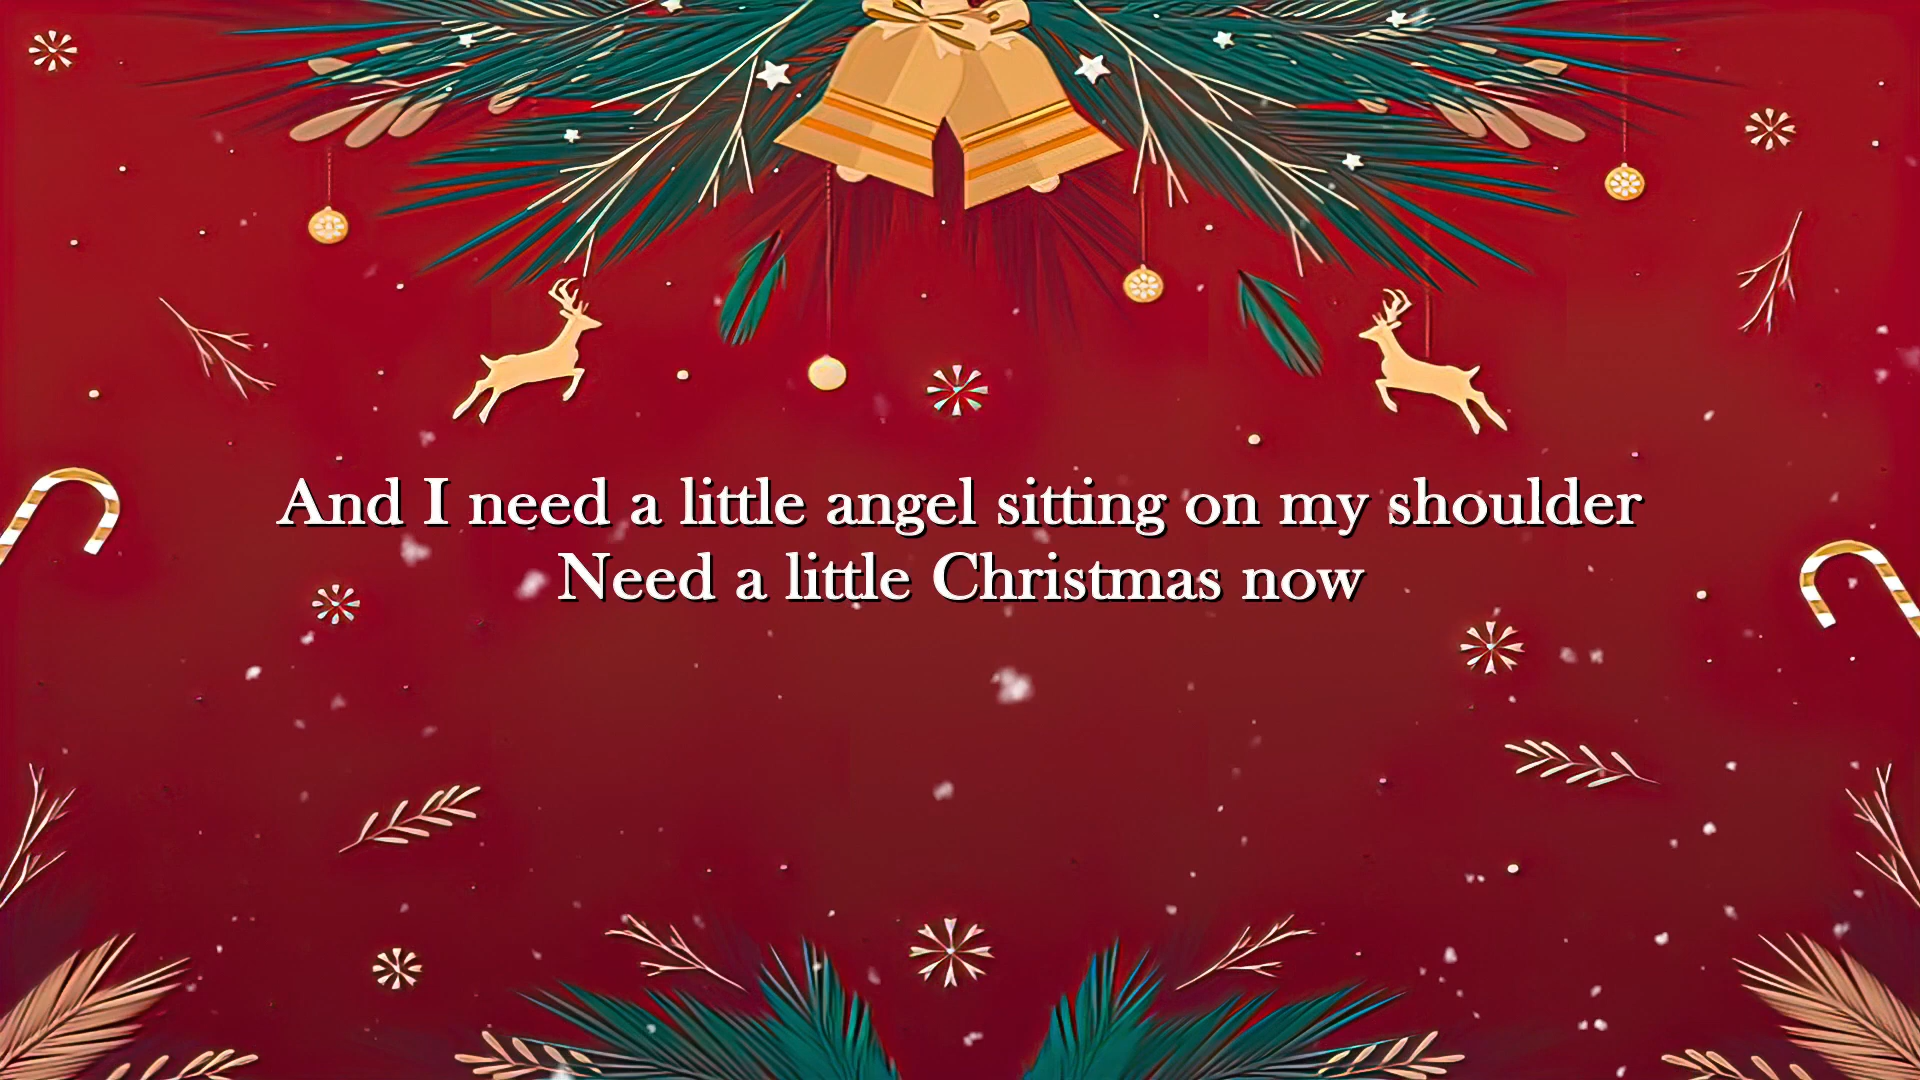 And I need a little angel sitting on my shoulder
Need a little Christmas now